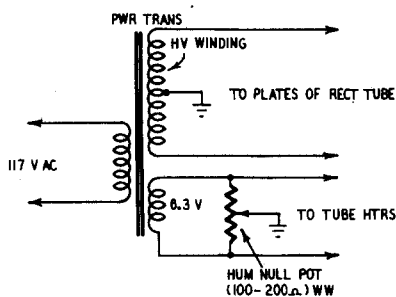 PWR TRANS
HV WINDING
TO PLATES OF RECT TUBE
117 V AC
6.3 V
TO TUBE HTRS
HUM NULL POT
(100-200Ω) WW